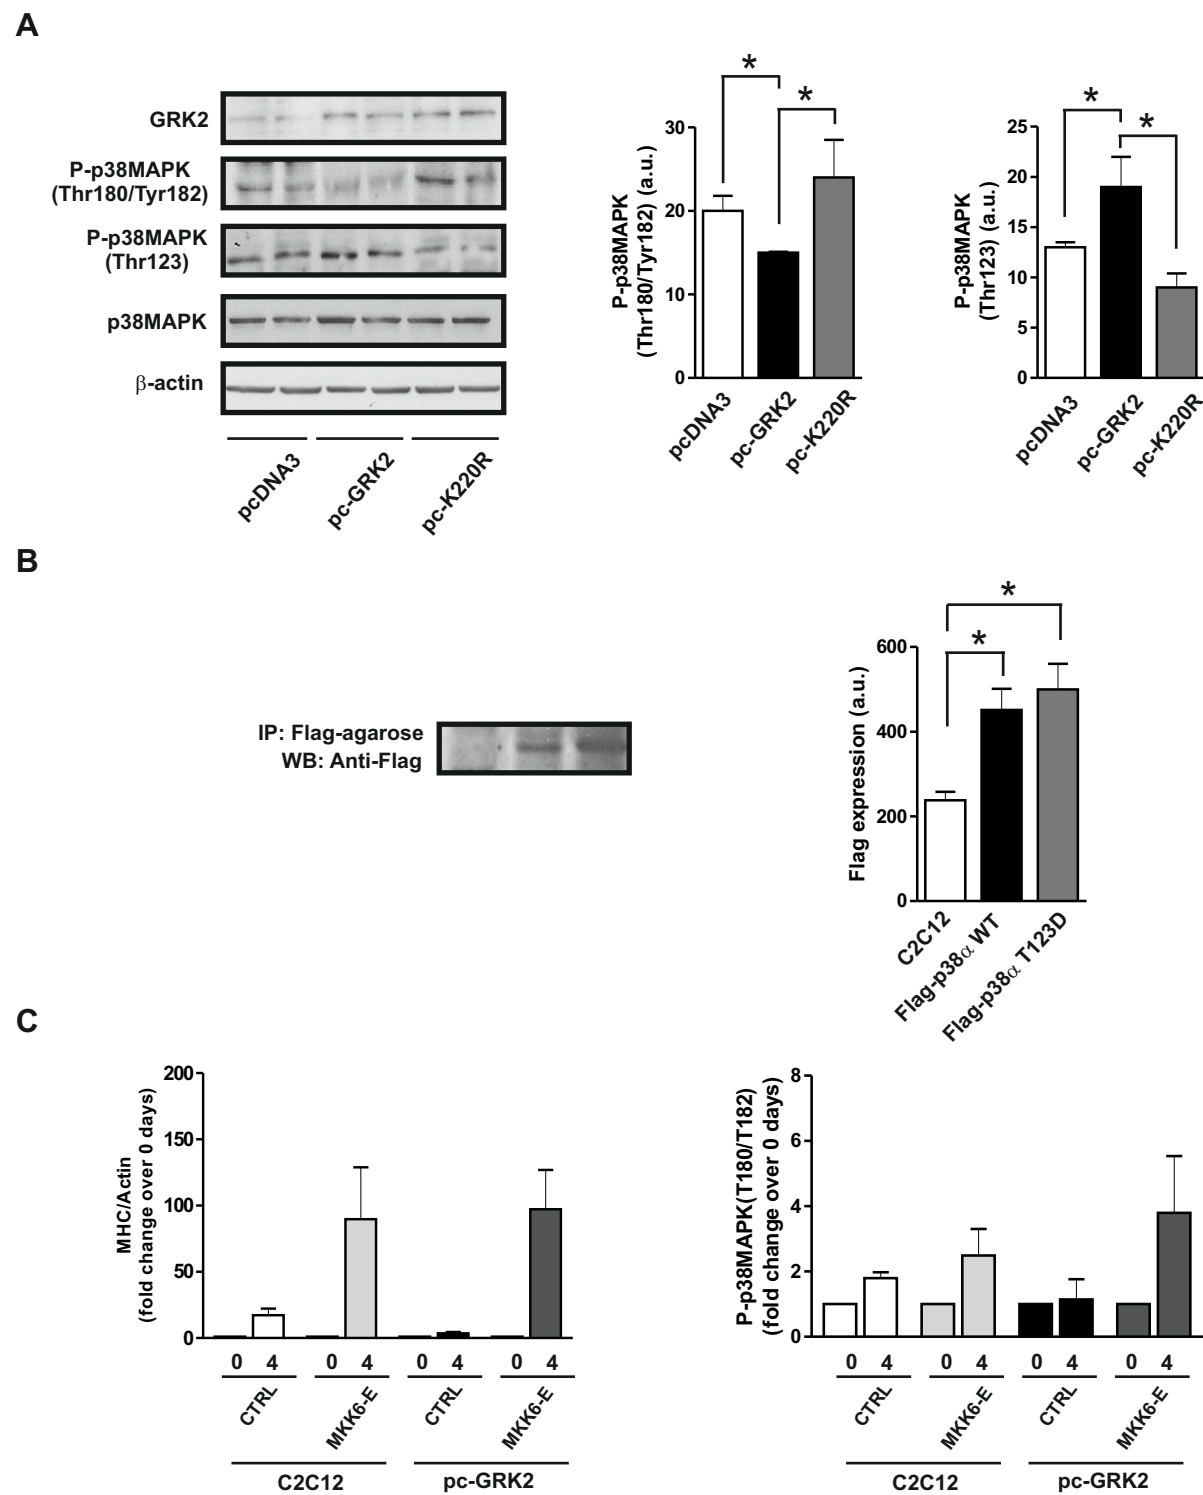 A
GRK2
P-p38MAPK
(Thr180/Tyr182)
P-p38MAPK
(Thr123)
p38MAPK
β-actin
pcDNA3
pc-GRK2
pc-K220R
P-p38MAPK
(Thr180/Tyr182) (a.u.)
30
20
10
0
*
*
pcDNA3
pc-GRK2
pc-K220R
P-p38MAPK
(Thr123) (a.u.)
25
20
15
10
5
0
*
*
pcDNA3
pc-GRK2
pc-K220R
B
IP: Flag-agarose
WB: Anti-Flag
Flag expression (a.u.)
600
400
200
0
*
*
C2C12
Flag-p38α WT
Flag-p38α T123D
C
MHC/Actin
(fold change over 0 days)
200
150
100
50
0
0 4 0 4 0 4 0 4
CTRL MKK6-E CTRL MKK6-E
C2C12 pc-GRK2
P-p38MAPK(T180/T182)
(fold change over 0 days)
8
6
4
2
0
0 4 0 4 0 4 0 4
CTRL MKK6-E CTRL MKK6-E
C2C12 pc-GRK2